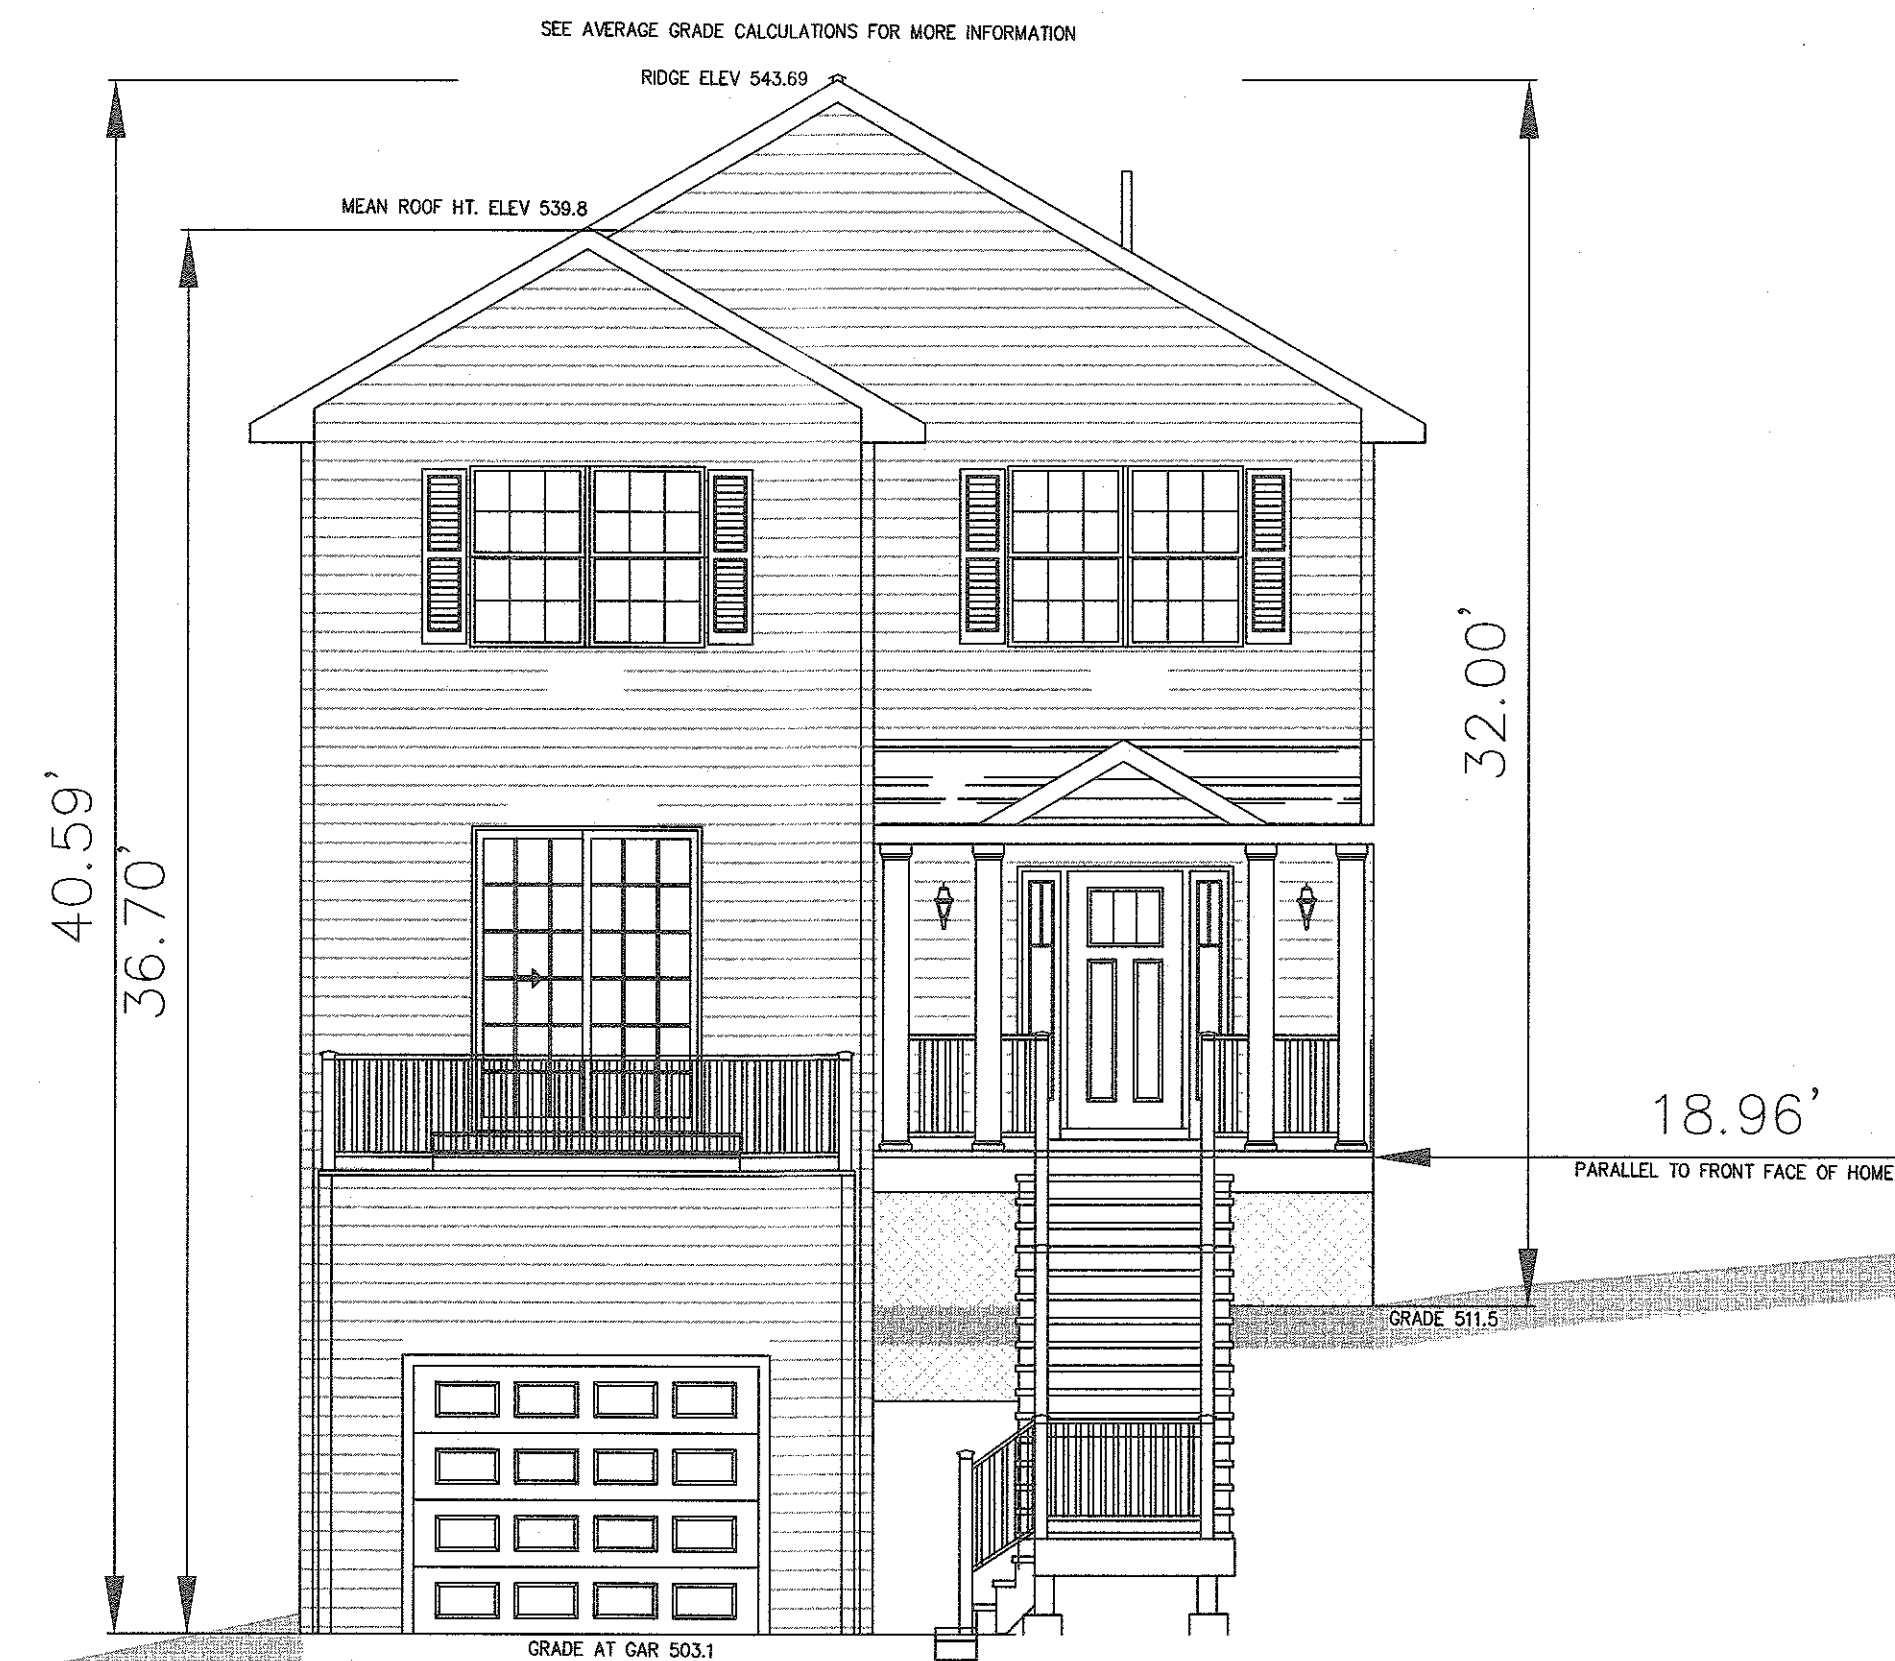 SEE AVERAGE GRADE CALCULATIONS FOR MORE INFORMATION
RIDGE ELEV 543.69
MEAN ROOF HT. ELEV 539.8
40.59'
36.70'
32.00'
18.96'
PARALLEL TO FRONT FACE OF HOME
GRADE 511.5
GRADE AT GAR 503.1